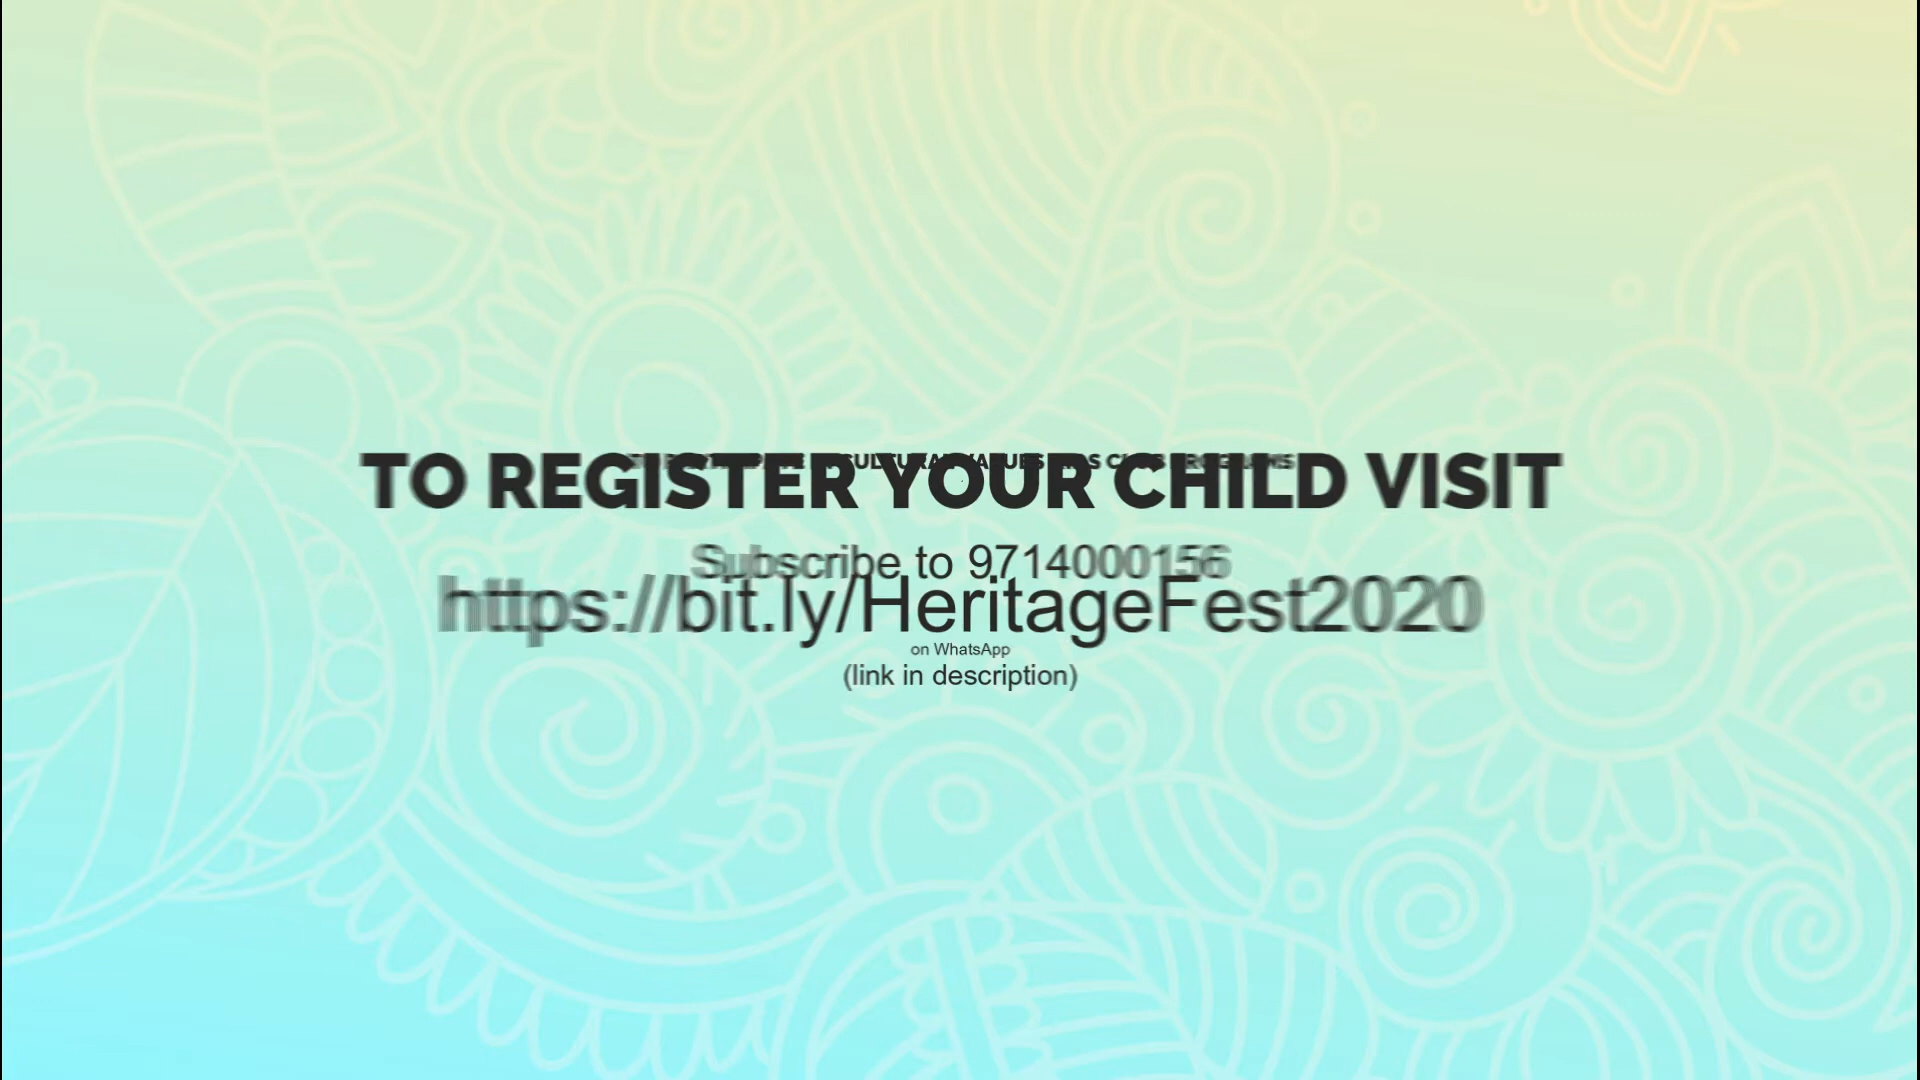 TO REGISTER YOUR CHILD VISIT
Subscribe to 9714000156
https://bit.ly/HeritageFest2020
on WhatsApp
(link in description)